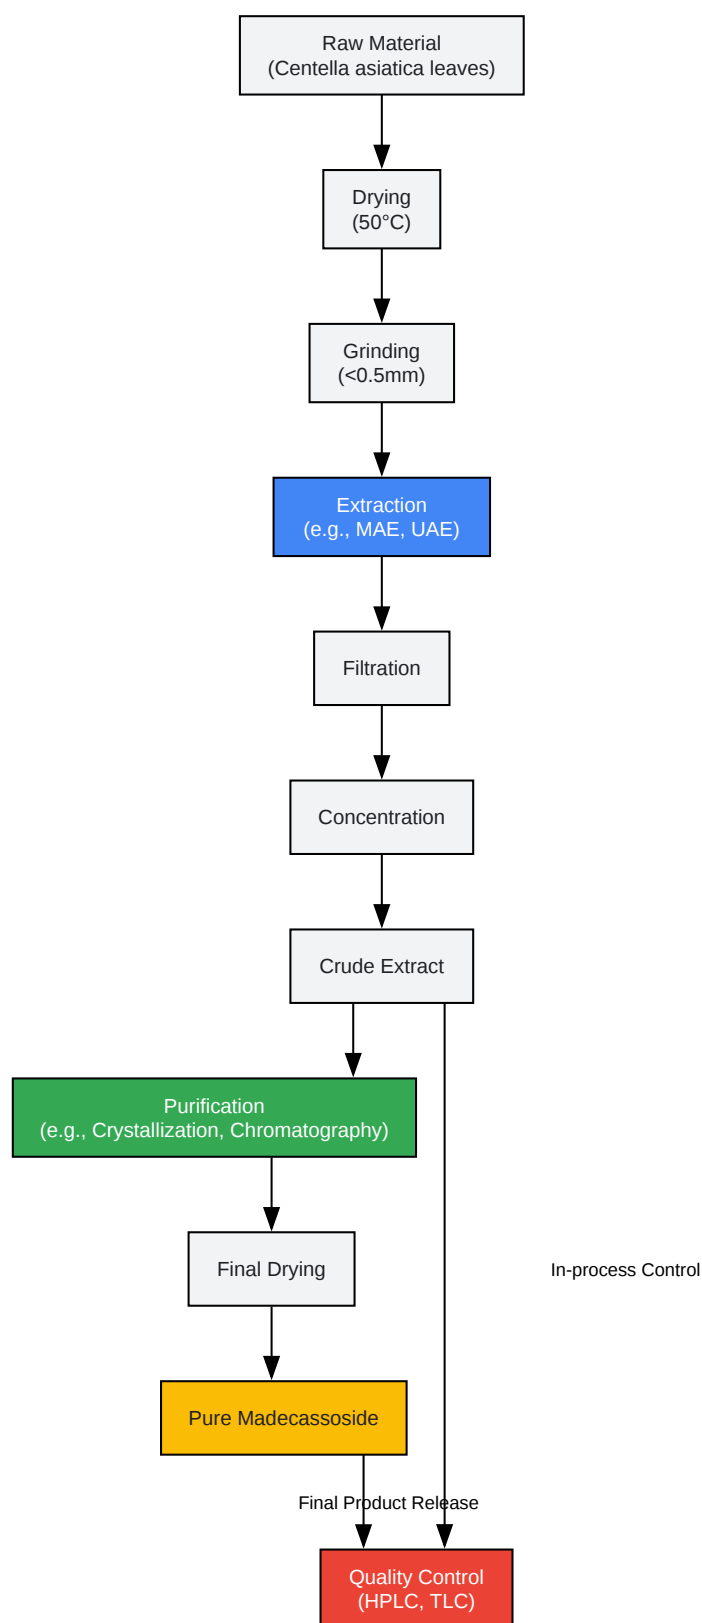 Raw Material
(Centella asiatica leaves)
Drying
(50°C)
Grinding
(<0.5mm)
Extraction
(e.g., MAE, UAE)
Filtration
Concentration
Crude Extract
Purification
(e.g., Crystallization, Chromatography)
Final Drying
In-process Control
Pure Madecassoside
Final Product Release
Quality Control
(HPLC, TLC)